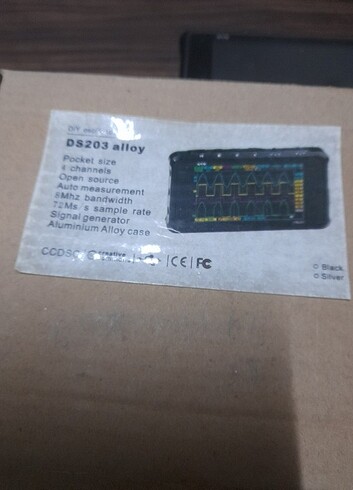 DS203 alloy
Pocket size
4 channels
Open source
Auto measurement
8Mhz bandwidth
72Ms/s sample rate
Signal generator
Aluminium Alloy case
creative
CE FC
Black
Silver